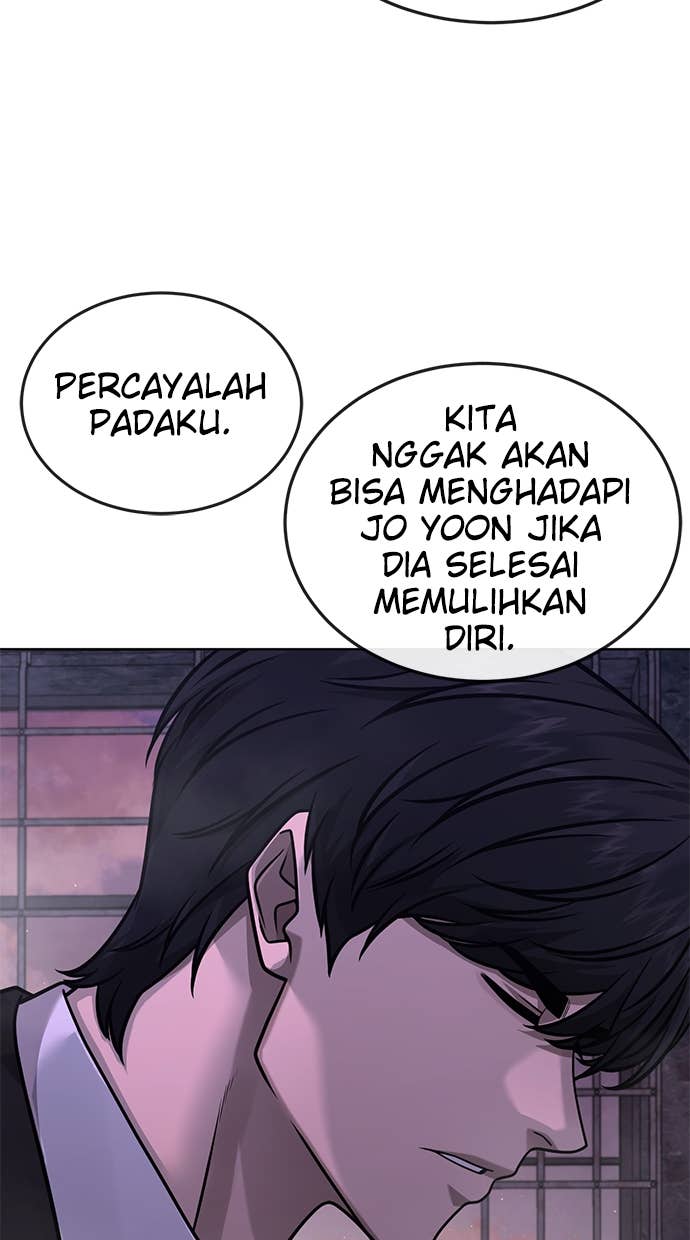 PERCAYALAH
PADAKU.
KITA
NGGAK AKAN
BISA MENGHADAPI
JO YOON JIKA
DIA SELESAI
MEMULIHKAN
DIRI.